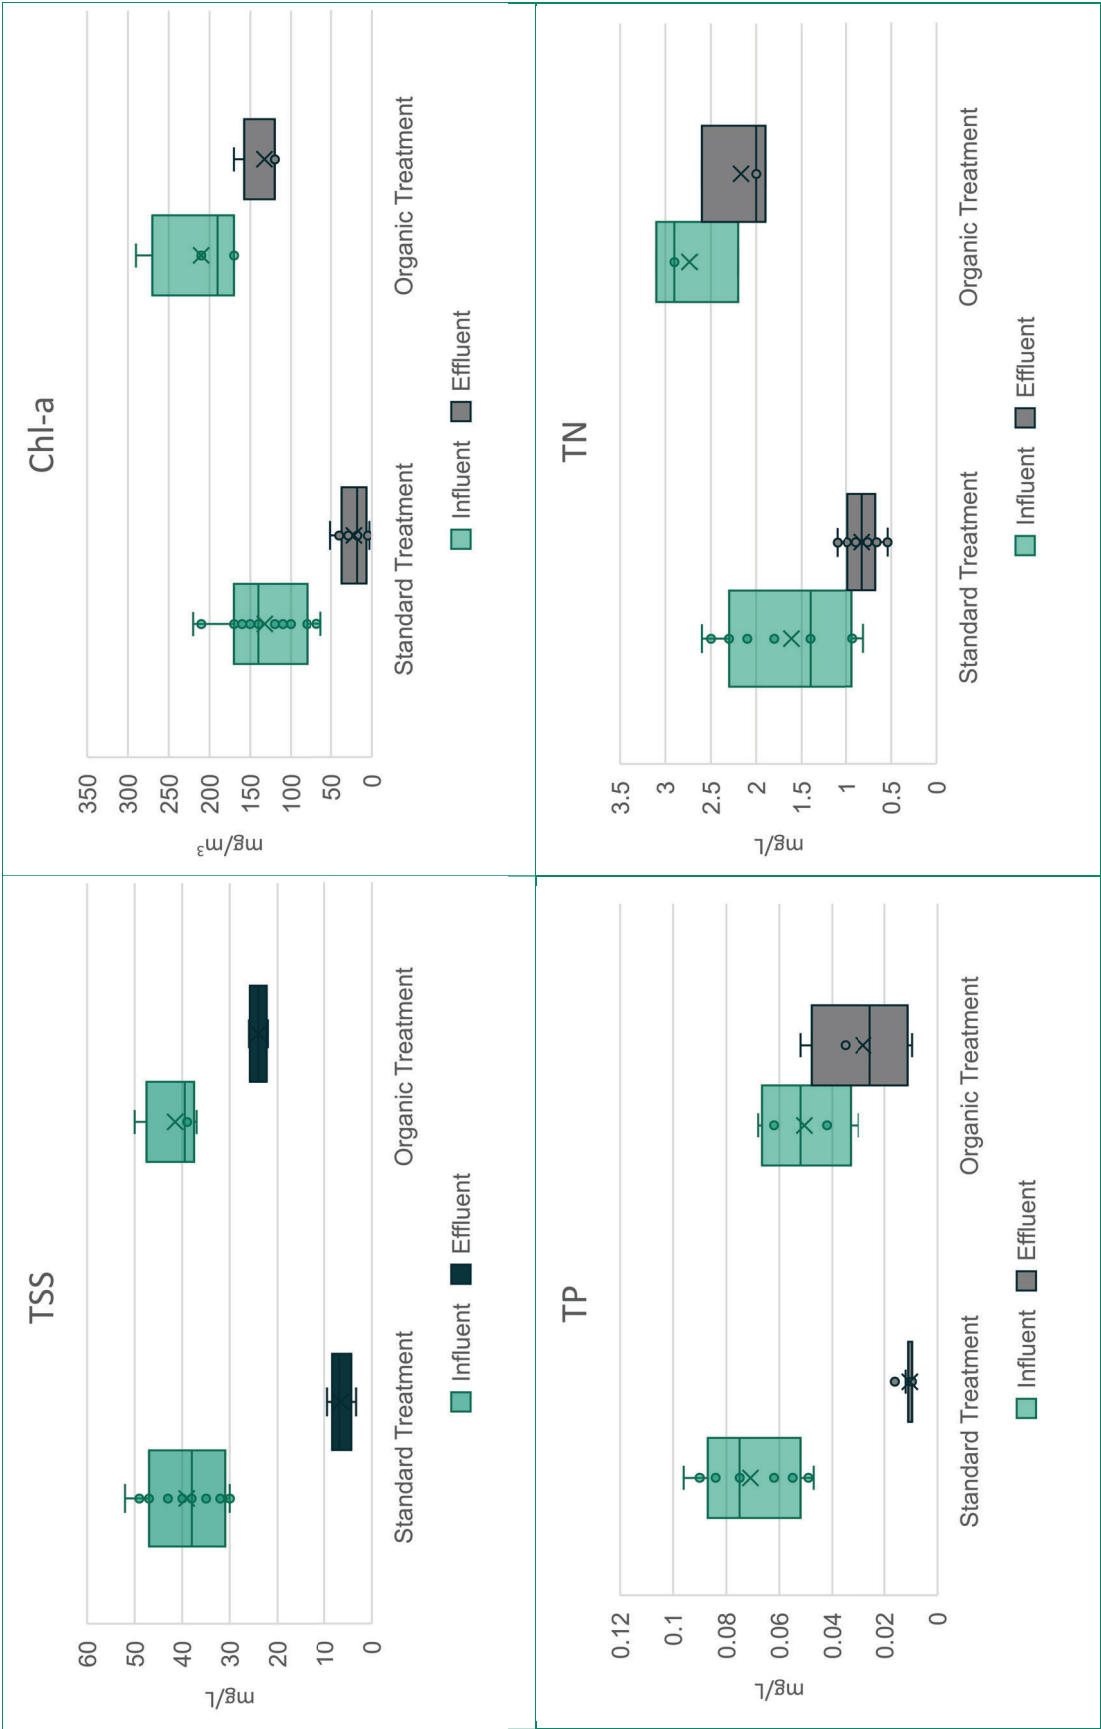 TSS
mg/L
60
50
40
30
20
10
0
Standard Treatment
Organic Treatment
Influent
Effluent
Chl-a
mg/m³
350
300
250
200
150
100
50
0
Standard Treatment
Organic Treatment
Influent
Effluent
TP
mg/L
0.12
0.1
0.08
0.06
0.04
0.02
0
Standard Treatment
Organic Treatment
Influent
Effluent
TN
mg/L
3.5
3
2.5
2
1.5
1
0.5
0
Standard Treatment
Organic Treatment
Influent
Effluent